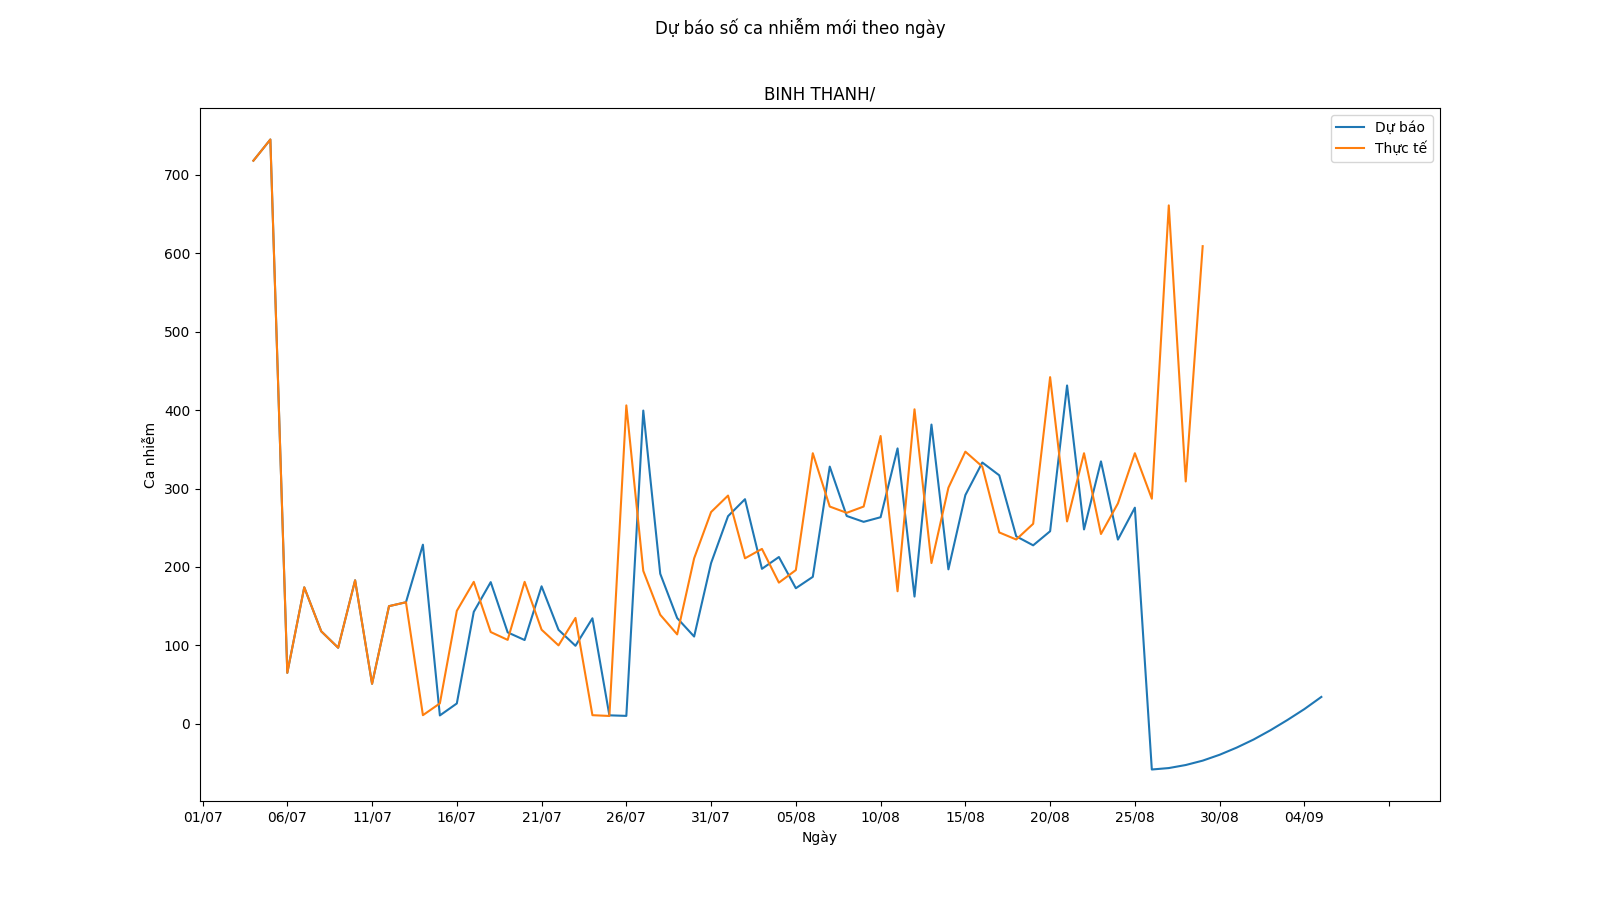 Dự báo số ca nhiễm mới theo ngày
BINH THANH/
Dự báo
Thực tế
700
600
500
400
300
200
100
0
Ca nhiễm
01/07 06/07 11/07 16/07 21/07 26/07 31/07 05/08 10/08 15/08 20/08 25/08 30/08 04/09
Ngày